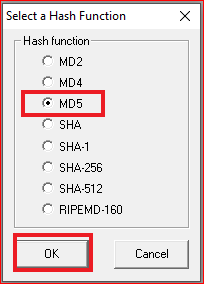 Select a Hash Function
Hash function
MD2
MD4
MD5
SHA
SHA-1
SHA-256
SHA-512
RIPEMD-160
OK
Cancel